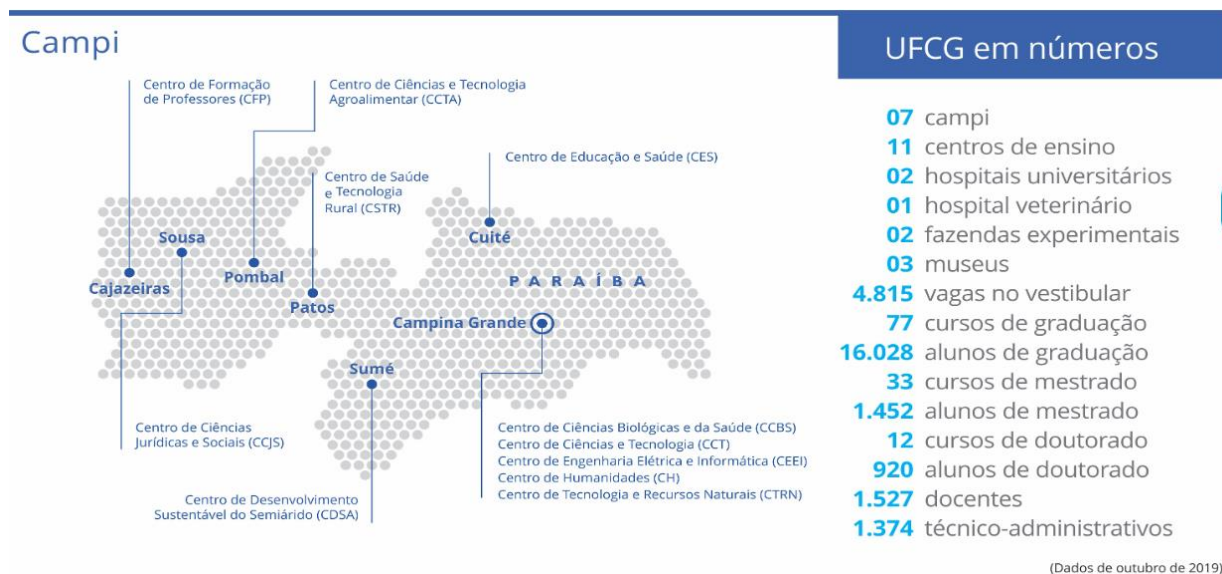 Campi
Centro de Formação
de Professores (CFP)
Centro de Ciências e Tecnologia
Agroalimentar (CCTA)
Centro de Saúde
e Tecnologia
Rural (CSTR)
Centro de Educação e Saúde (CES)
Sousa
Cuité
Cajazeiras
Pombal
Patos
PARAÍBA
Campina Grande
Sumé
Centro de Ciências
Jurídicas e Sociais (CCJS)
Centro de Desenvolvimento
Sustentável do Semiárido (CDSA)
Centro de Ciências Biológicas e da Saúde (CCBS)
Centro de Ciências e Tecnologia (CCT)
Centro de Engenharia Elétrica e Informática (CEEI)
Centro de Humanidades (CH)
Centro de Tecnologia e Recursos Naturais (CTRN)
UFCG em números
07 campi
11 centros de ensino
02 hospitais universitários
01 hospital veterinário
02 fazendas experimentais
03 museus
4.815 vagas no vestibular
77 cursos de graduação
16.028 alunos de graduação
33 cursos de mestrado
1.452 alunos de mestrado
12 cursos de doutorado
920 alunos de doutorado
1.527 docentes
1.374 técnico-administrativos
(Dados de outubro de 2019)